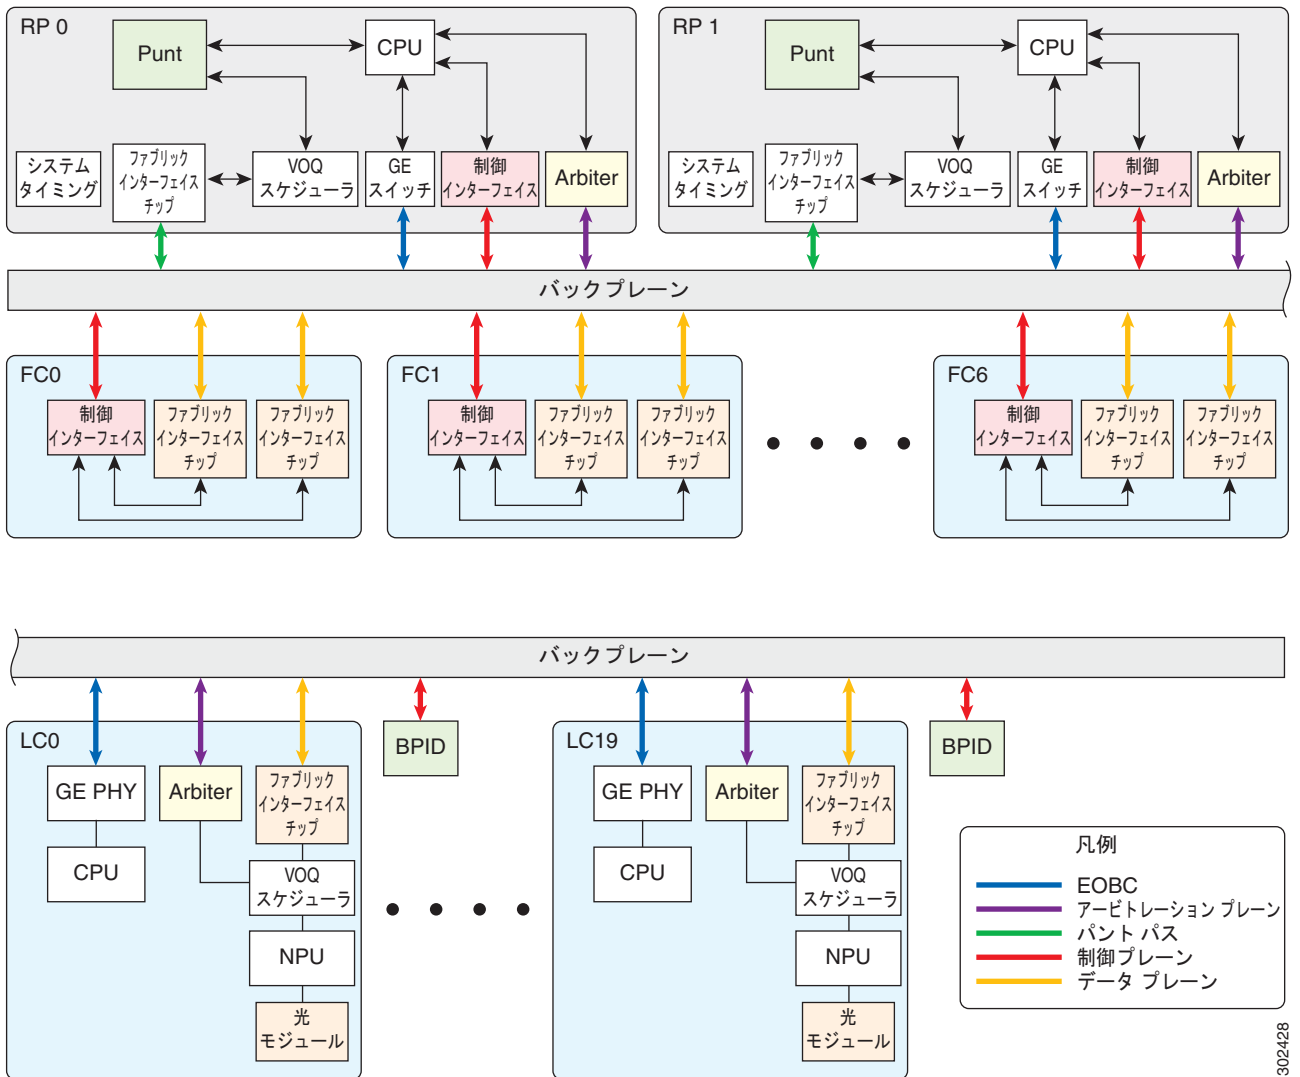 RP 0
Punt
CPU
システム
タイミング
ファブリック
インターフェイス
チップ
VOQ
スケジューラ
GE
スイッチ
制御
インターフェイス
Arbiter
RP 1
Punt
CPU
システム
タイミング
ファブリック
インターフェイス
チップ
VOQ
スケジューラ
GE
スイッチ
制御
インターフェイス
Arbiter
バックプレーン
FC0
制御
インターフェイス
ファブリック
インターフェイス
チップ
ファブリック
インターフェイス
チップ
FC1
制御
インターフェイス
ファブリック
インターフェイス
チップ
ファブリック
インターフェイス
チップ
FC6
制御
インターフェイス
ファブリック
インターフェイス
チップ
ファブリック
インターフェイス
チップ
バックプレーン
LC0
GE PHY
CPU
Arbiter
ファブリック
インターフェイス
チップ
VOQ
スケジューラ
NPU
光
モジュール
BPID
LC19
GE PHY
CPU
Arbiter
ファブリック
インターフェイス
チップ
VOQ
スケジューラ
NPU
光
モジュール
BPID
凡例
EOBC
アービトレーション プレーン
パント パス
制御プレーン
データ プレーン
302428